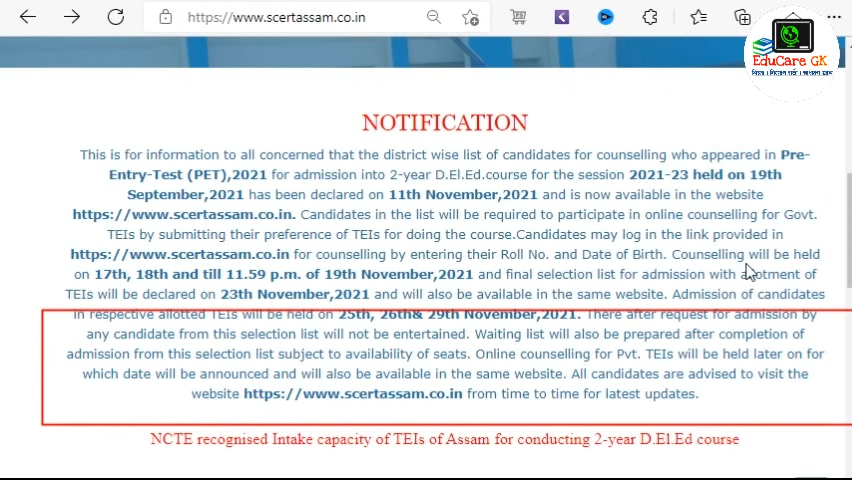 https://www.scertassam.co.in
EduCare GK
NOTIFICATION
This is for information to all concerned that the district wise list of candidates for counselling who appeared in Pre-
Entry-Test (PET),2021 for admission into 2-year D.El.Ed.course for the session 2021-23 held on 19th
September,2021 has been declared on 11th November,2021 and is now available in the website
https://www.scertassam.co.in. Candidates in the list will be required to participate in online counselling for Govt.
TEIs by submitting their preference of TEIs for doing the course.Candidates may log in the link provided in
https://www.scertassam.co.in for counselling by entering their Roll No. and Date of Birth. Counselling will be held
on 17th, 18th and till 11.59 p.m. of 19th November,2021 and final selection list for admission with allotment of
TEIs will be declared on 23th November,2021 and will also be available in the same website. Admission of candidates
in respective allotted TEIs will be held on 25th, 26th& 29th November,2021. There after request for admission by
any candidate from this selection list will not be entertained. Waiting list will also be prepared after completion of
admission from this selection list subject to availability of seats. Online counselling for Pvt. TEIs will be held later on for
which date will be announced and will also be available in the same website. All candidates are advised to visit the
website https://www.scertassam.co.in from time to time for latest updates.
NCTE recognised Intake capacity of TEIs of Assam for conducting 2-year D.El.Ed course